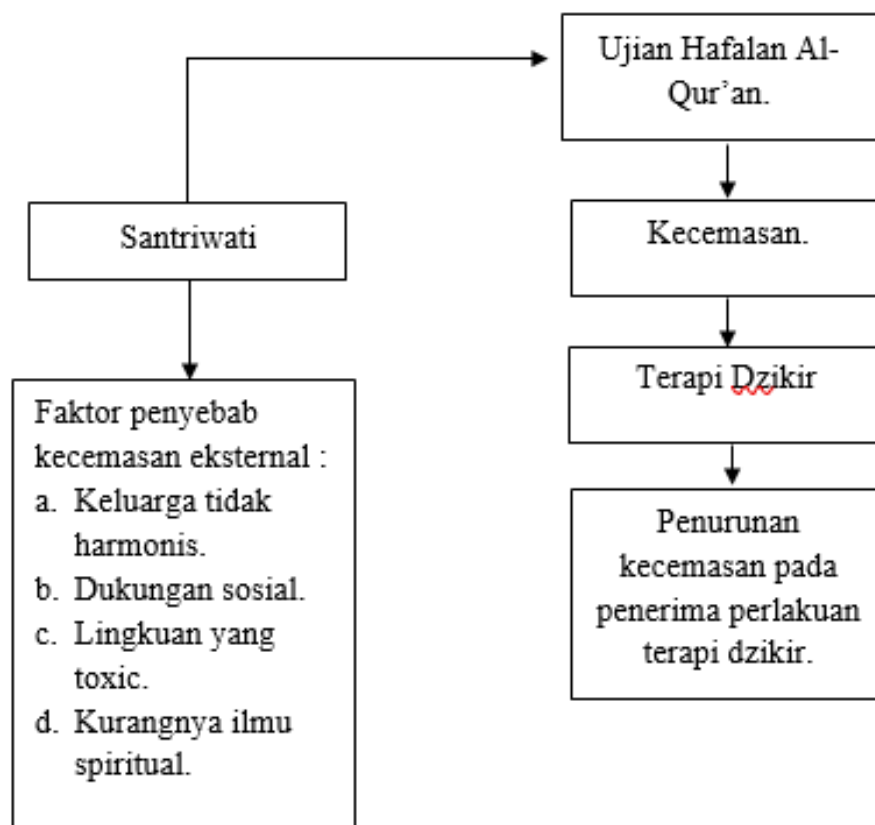 Ujian Hafalan Al-
Qur’an.
Santriwati
Kecemasan.
Terapi Dzikir
Faktor penyebab
kecemasan eksternal :
a. Keluarga tidak
harmonis.
b. Dukungan sosial.
c. Lingkuan yang
toxic.
d. Kurangnya ilmu
spiritual.
Penurunan
kecemasan pada
penerima perlakuan
terapi dzikir.